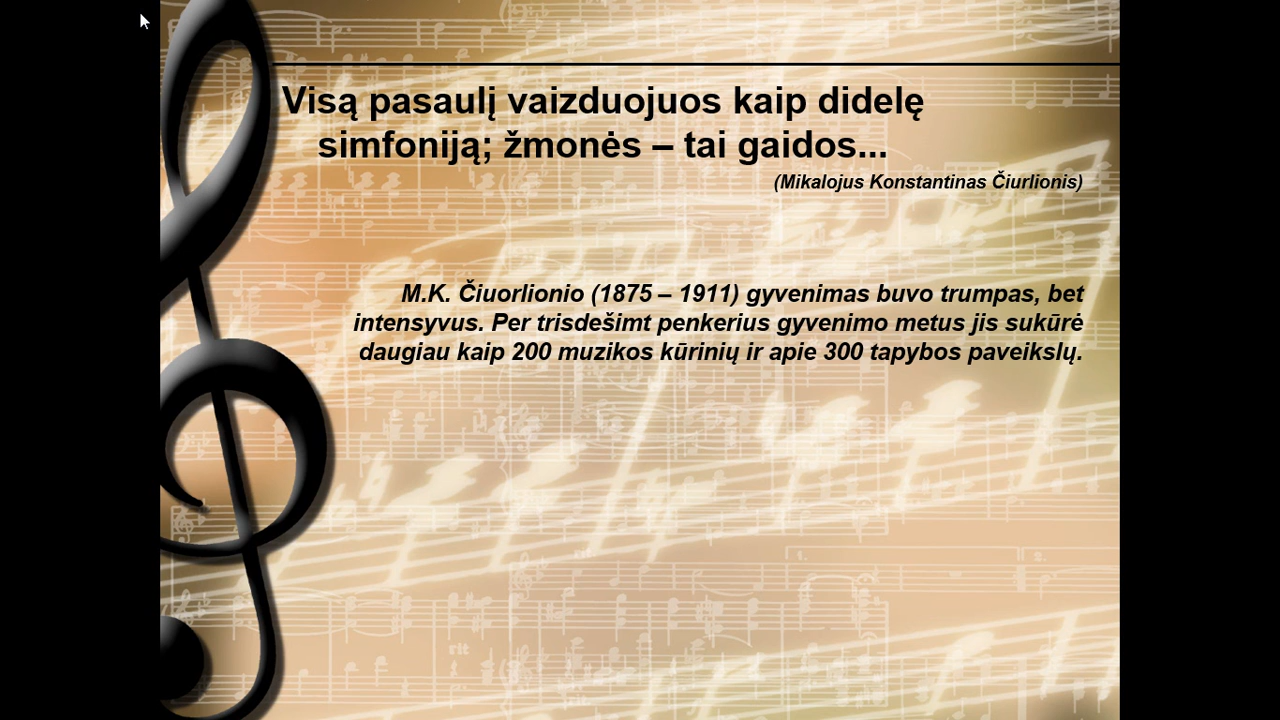 Visą pasaulį vaizduojuos kaip didelę
simfoniją; žmonės – tai gaidos...
(Mikalojus Konstantinas Čiurlionis)
M.K. Čiuorlionio (1875 – 1911) gyvenimas buvo trumpas, bet
intensyvus. Per trisdešimt penkerius gyvenimo metus jis sukūrė
daugiau kaip 200 muzikos kūrinių ir apie 300 tapybos paveikslų.
rit